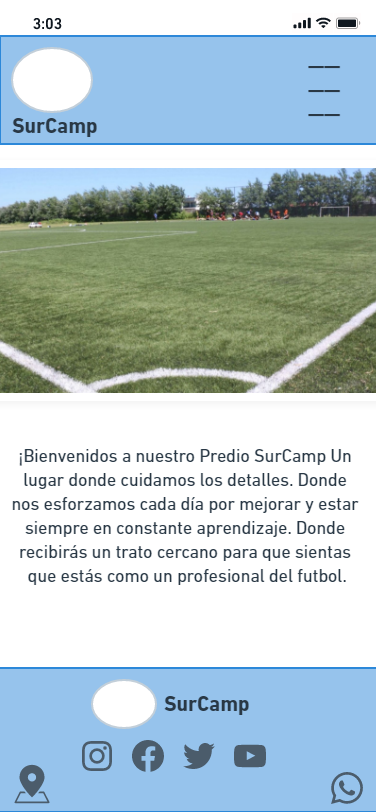 3:03
SurCamp
¡Bienvenidos a nuestro Predio SurCamp Un
lugar donde cuidamos los detalles. Donde
nos esforzamos cada día por mejorar y estar
siempre en constante aprendizaje. Donde
recibirás un trato cercano para que sientas
que estás como un profesional del futbol.
SurCamp